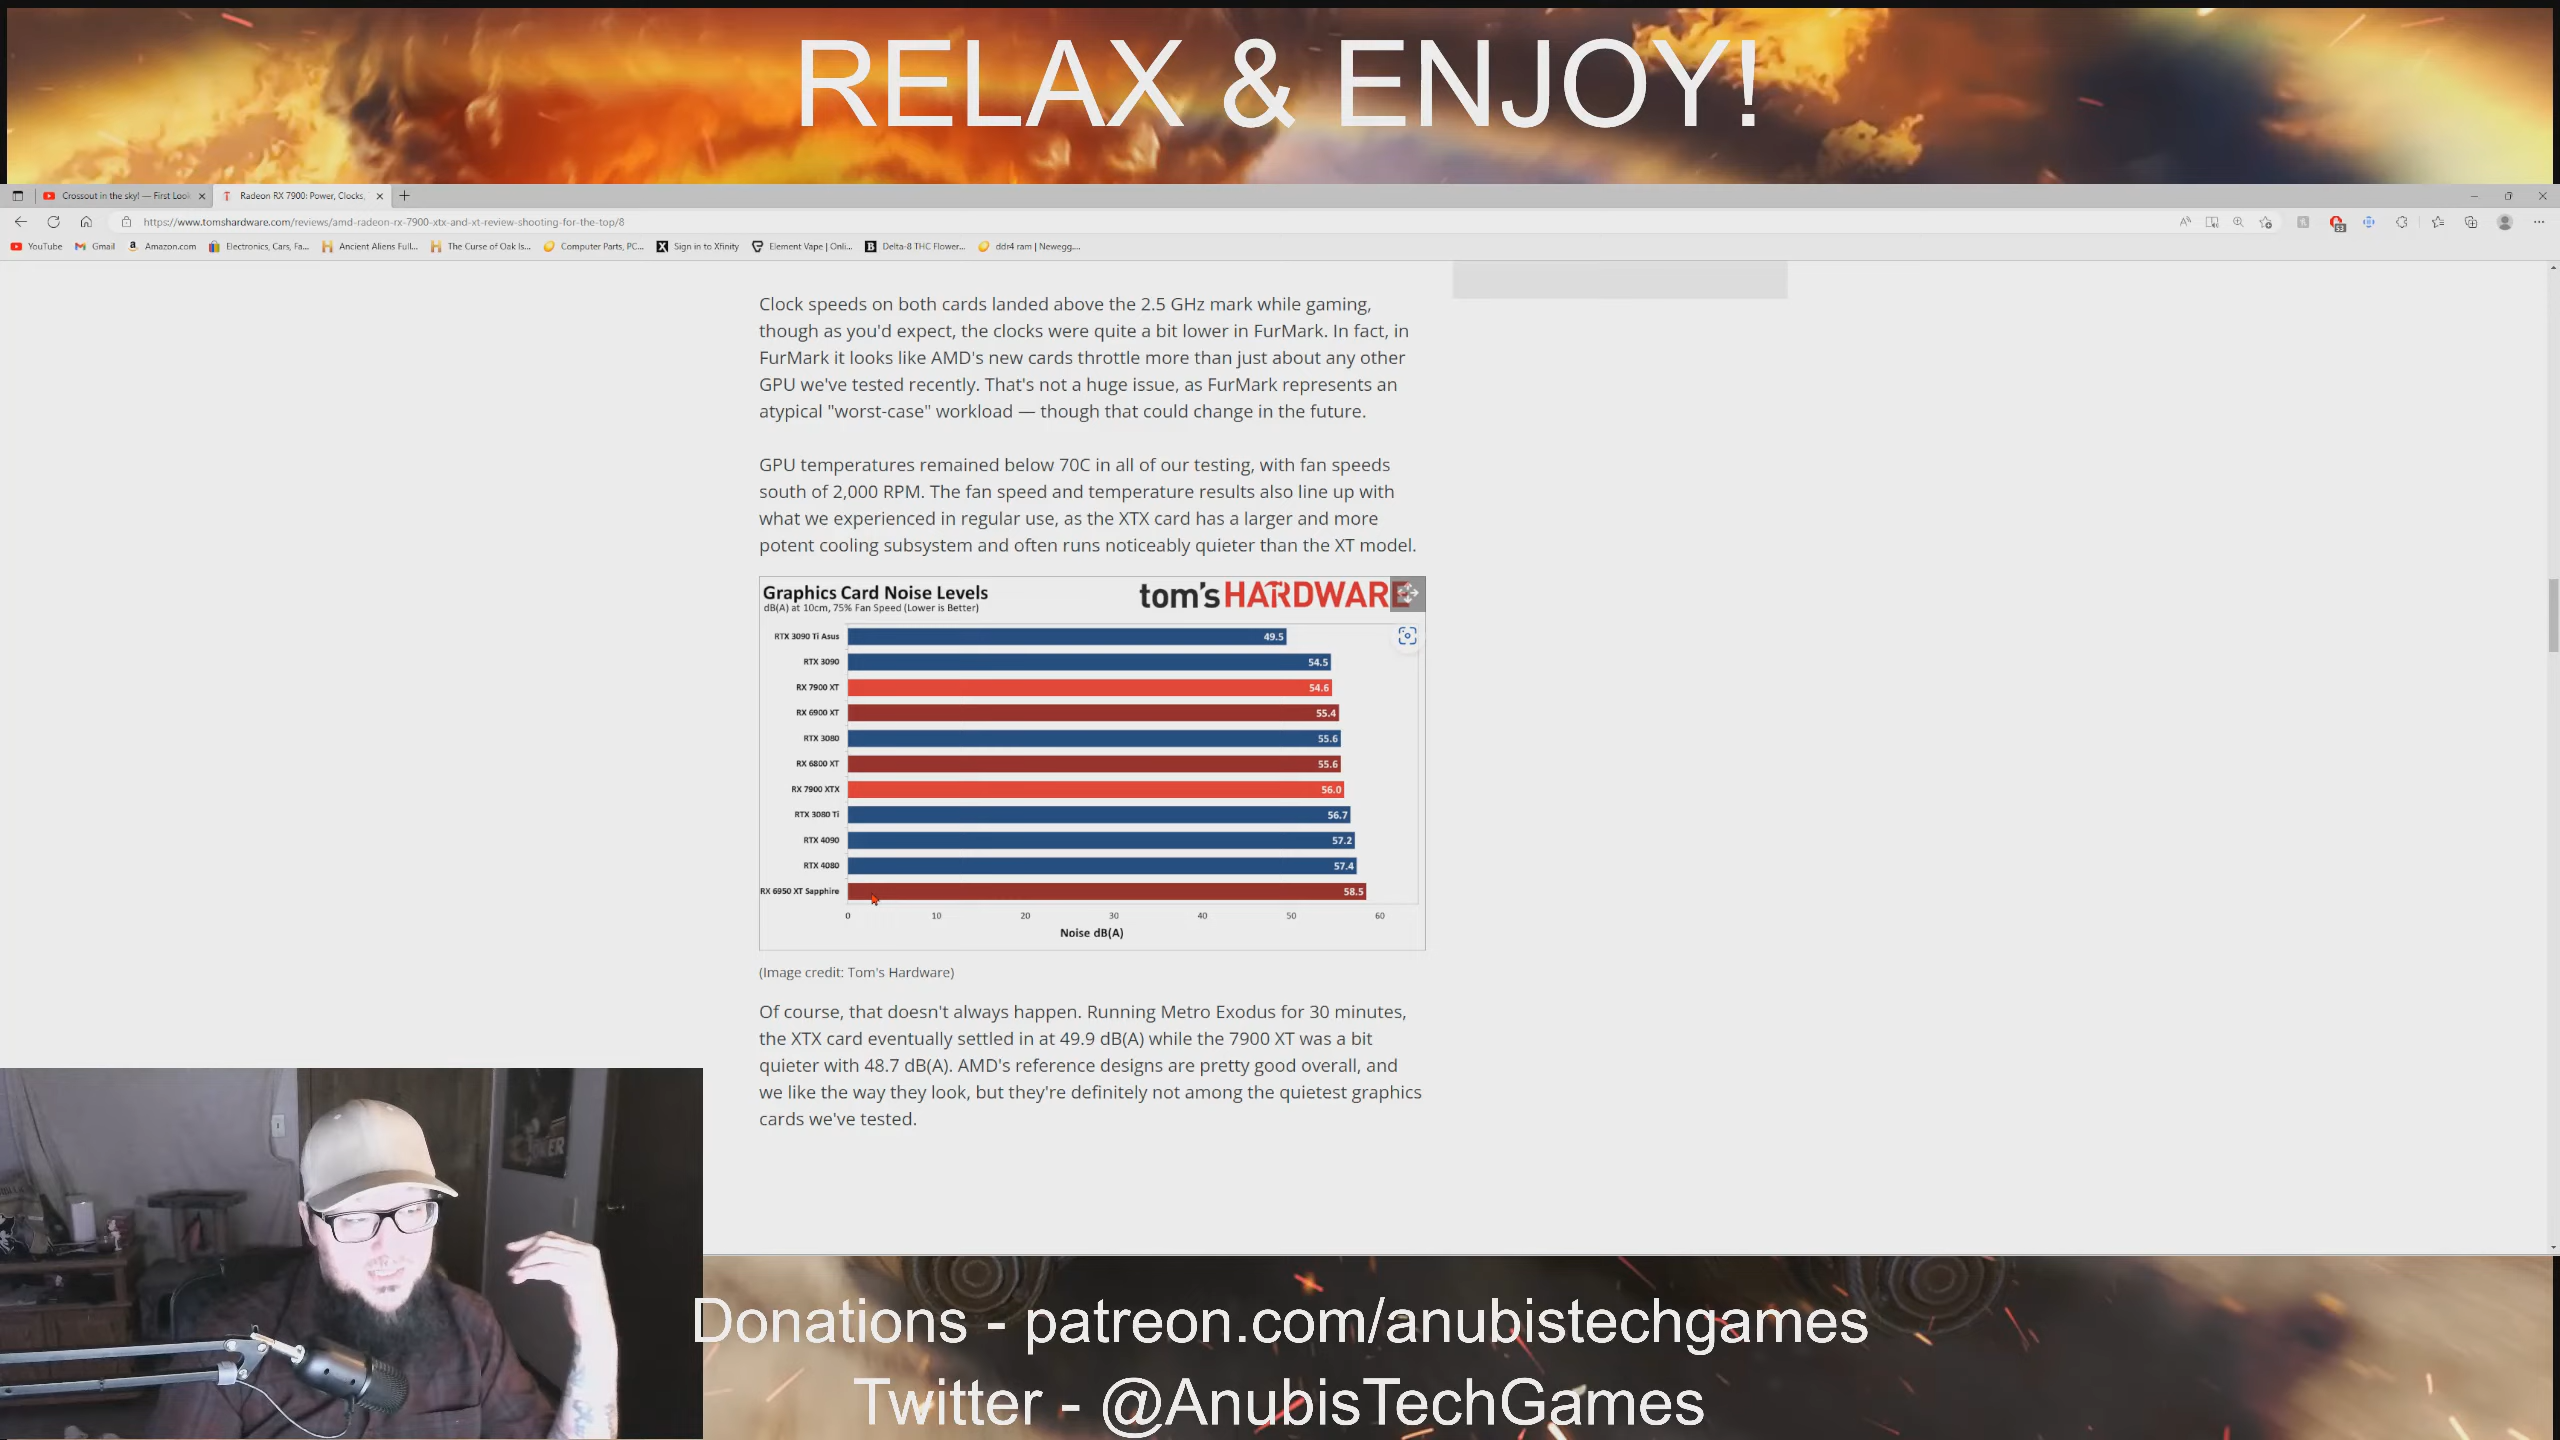 RELAX & ENJOY!
Crossout in the sky! — First Look
Radeon RX 7900: Power, Clocks,
https://www.tomshardware.com/reviews/amd-radeon-rx-7900-xtx-and-xt-review-shooting-for-the-top/8
YouTube Gmail Amazon.com Electronics, Cars, Fa... Ancient Aliens Full... The Curse of Oak Is... Computer Parts, PC... Sign in to Xfinity Element Vape | Onli... Delta-8 THC Flower... ddr4 ram | Newegg....
Clock speeds on both cards landed above the 2.5 GHz mark while gaming,
though as you'd expect, the clocks were quite a bit lower in FurMark. In fact, in
FurMark it looks like AMD's new cards throttle more than just about any other
GPU we've tested recently. That's not a huge issue, as FurMark represents an
atypical "worst-case" workload — though that could change in the future.
GPU temperatures remained below 70C in all of our testing, with fan speeds
south of 2,000 RPM. The fan speed and temperature results also line up with
what we experienced in regular use, as the XTX card has a larger and more
potent cooling subsystem and often runs noticeably quieter than the XT model.
Graphics Card Noise Levels
dB(A) at 10cm, 75% Fan Speed (Lower is Better)
tom's HARDWARE
RTX 3090 Ti Asus 49.5
RTX 3090 54.5
RX 7900 XT 54.6
RX 6900 XT 55.4
RTX 3080 55.6
RX 6800 XT 55.6
RX 7900 XTX 56.0
RTX 3080 Ti 56.7
RTX 4090 57.2
RTX 4080 57.4
RX 6950 XT Sapphire 58.5
0 10 20 30 40 50 60
Noise dB(A)
(Image credit: Tom's Hardware)
Of course, that doesn't always happen. Running Metro Exodus for 30 minutes,
the XTX card eventually settled in at 49.9 dB(A) while the 7900 XT was a bit
quieter with 48.7 dB(A). AMD's reference designs are pretty good overall, and
we like the way they look, but they're definitely not among the quietest graphics
cards we've tested.
Donations - patreon.com/anubistechgames
Twitter - @AnubisTechGames